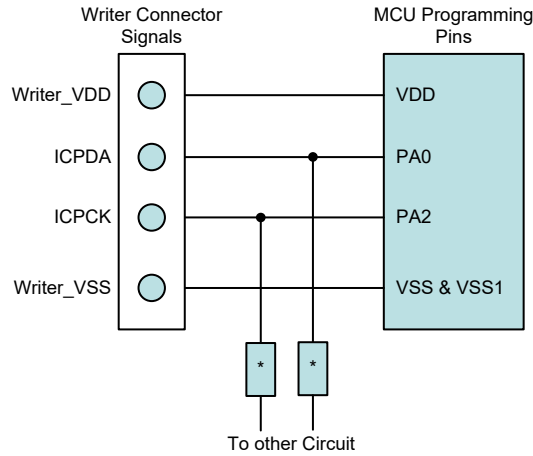 Writer Connector
Signals
MCU Programming
Pins
Writer_VDD
VDD
ICPDA
PA0
ICPCK
PA2
Writer_VSS
VSS & VSS1
*
*
To other Circuit